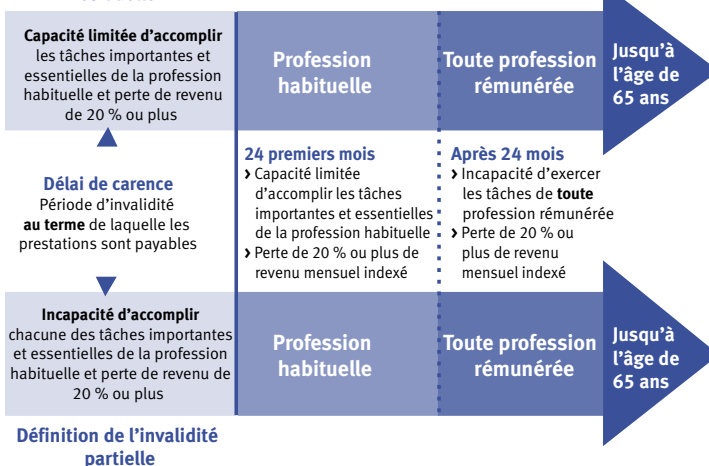 Capacité limitée d’accomplir
les tâches importantes et
essentielles de la profession
habituelle et perte de revenu
de 20 % ou plus
Profession
habituelle
Toute profession
rémunérée
Jusqu’à
l’âge de
65 ans
Délai de carence
Période d’invalidité
au terme de laquelle les
prestations sont payables
24 premiers mois
› Capacité limitée
d’accomplir les tâches
importantes et essentielles
de la profession habituelle
› Perte de 20 % ou plus de
revenu mensuel indexé
Après 24 mois
› Incapacité d’exercer
les tâches de toute
profession rémunérée
› Perte de 20 % ou
plus de revenu
mensuel indexé
Incapacité d’accomplir
chacune des tâches importantes
et essentielles de la profession
habituelle et perte de revenu de
20 % ou plus
Profession
habituelle
Toute profession
rémunérée
Jusqu’à
l’âge de
65 ans
Définition de l’invalidité
partielle